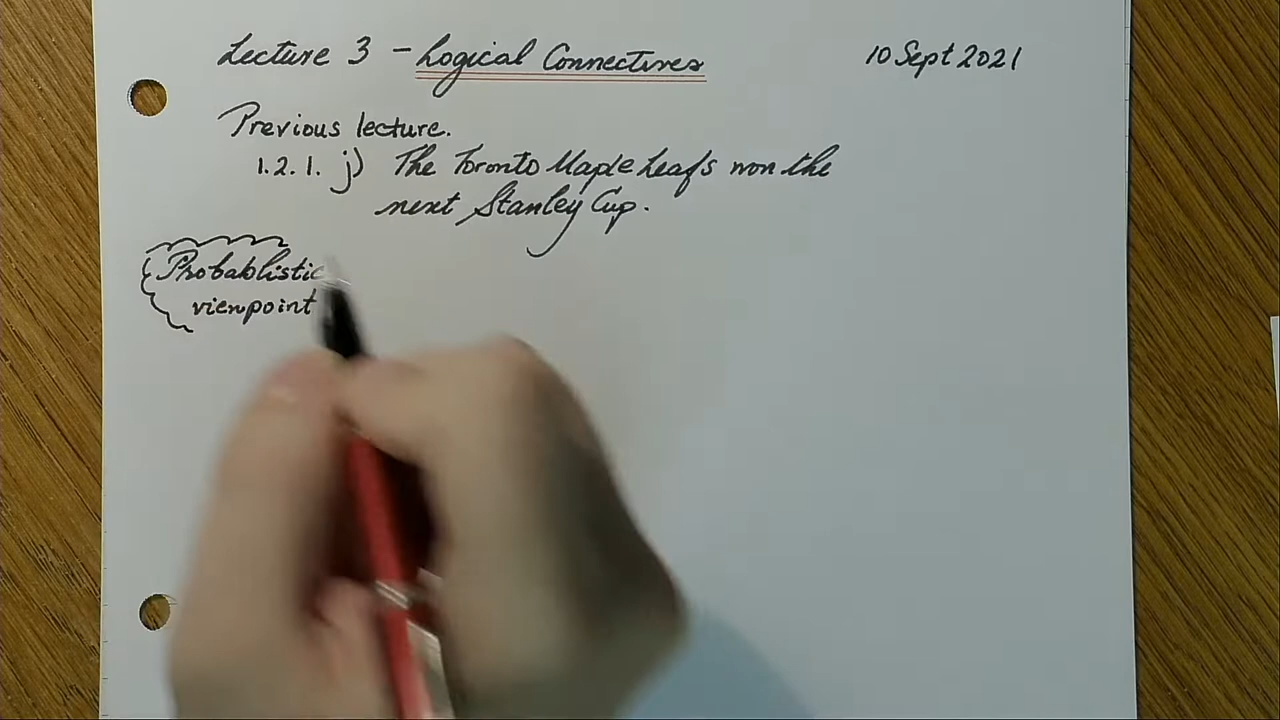 Lecture 3 - Logical Connectives
10 Sept 2021
Previous lecture.
1.2.1. j) The Toronto Maple Leafs won the
next Stanley Cup.
Probablistic
viewpoint